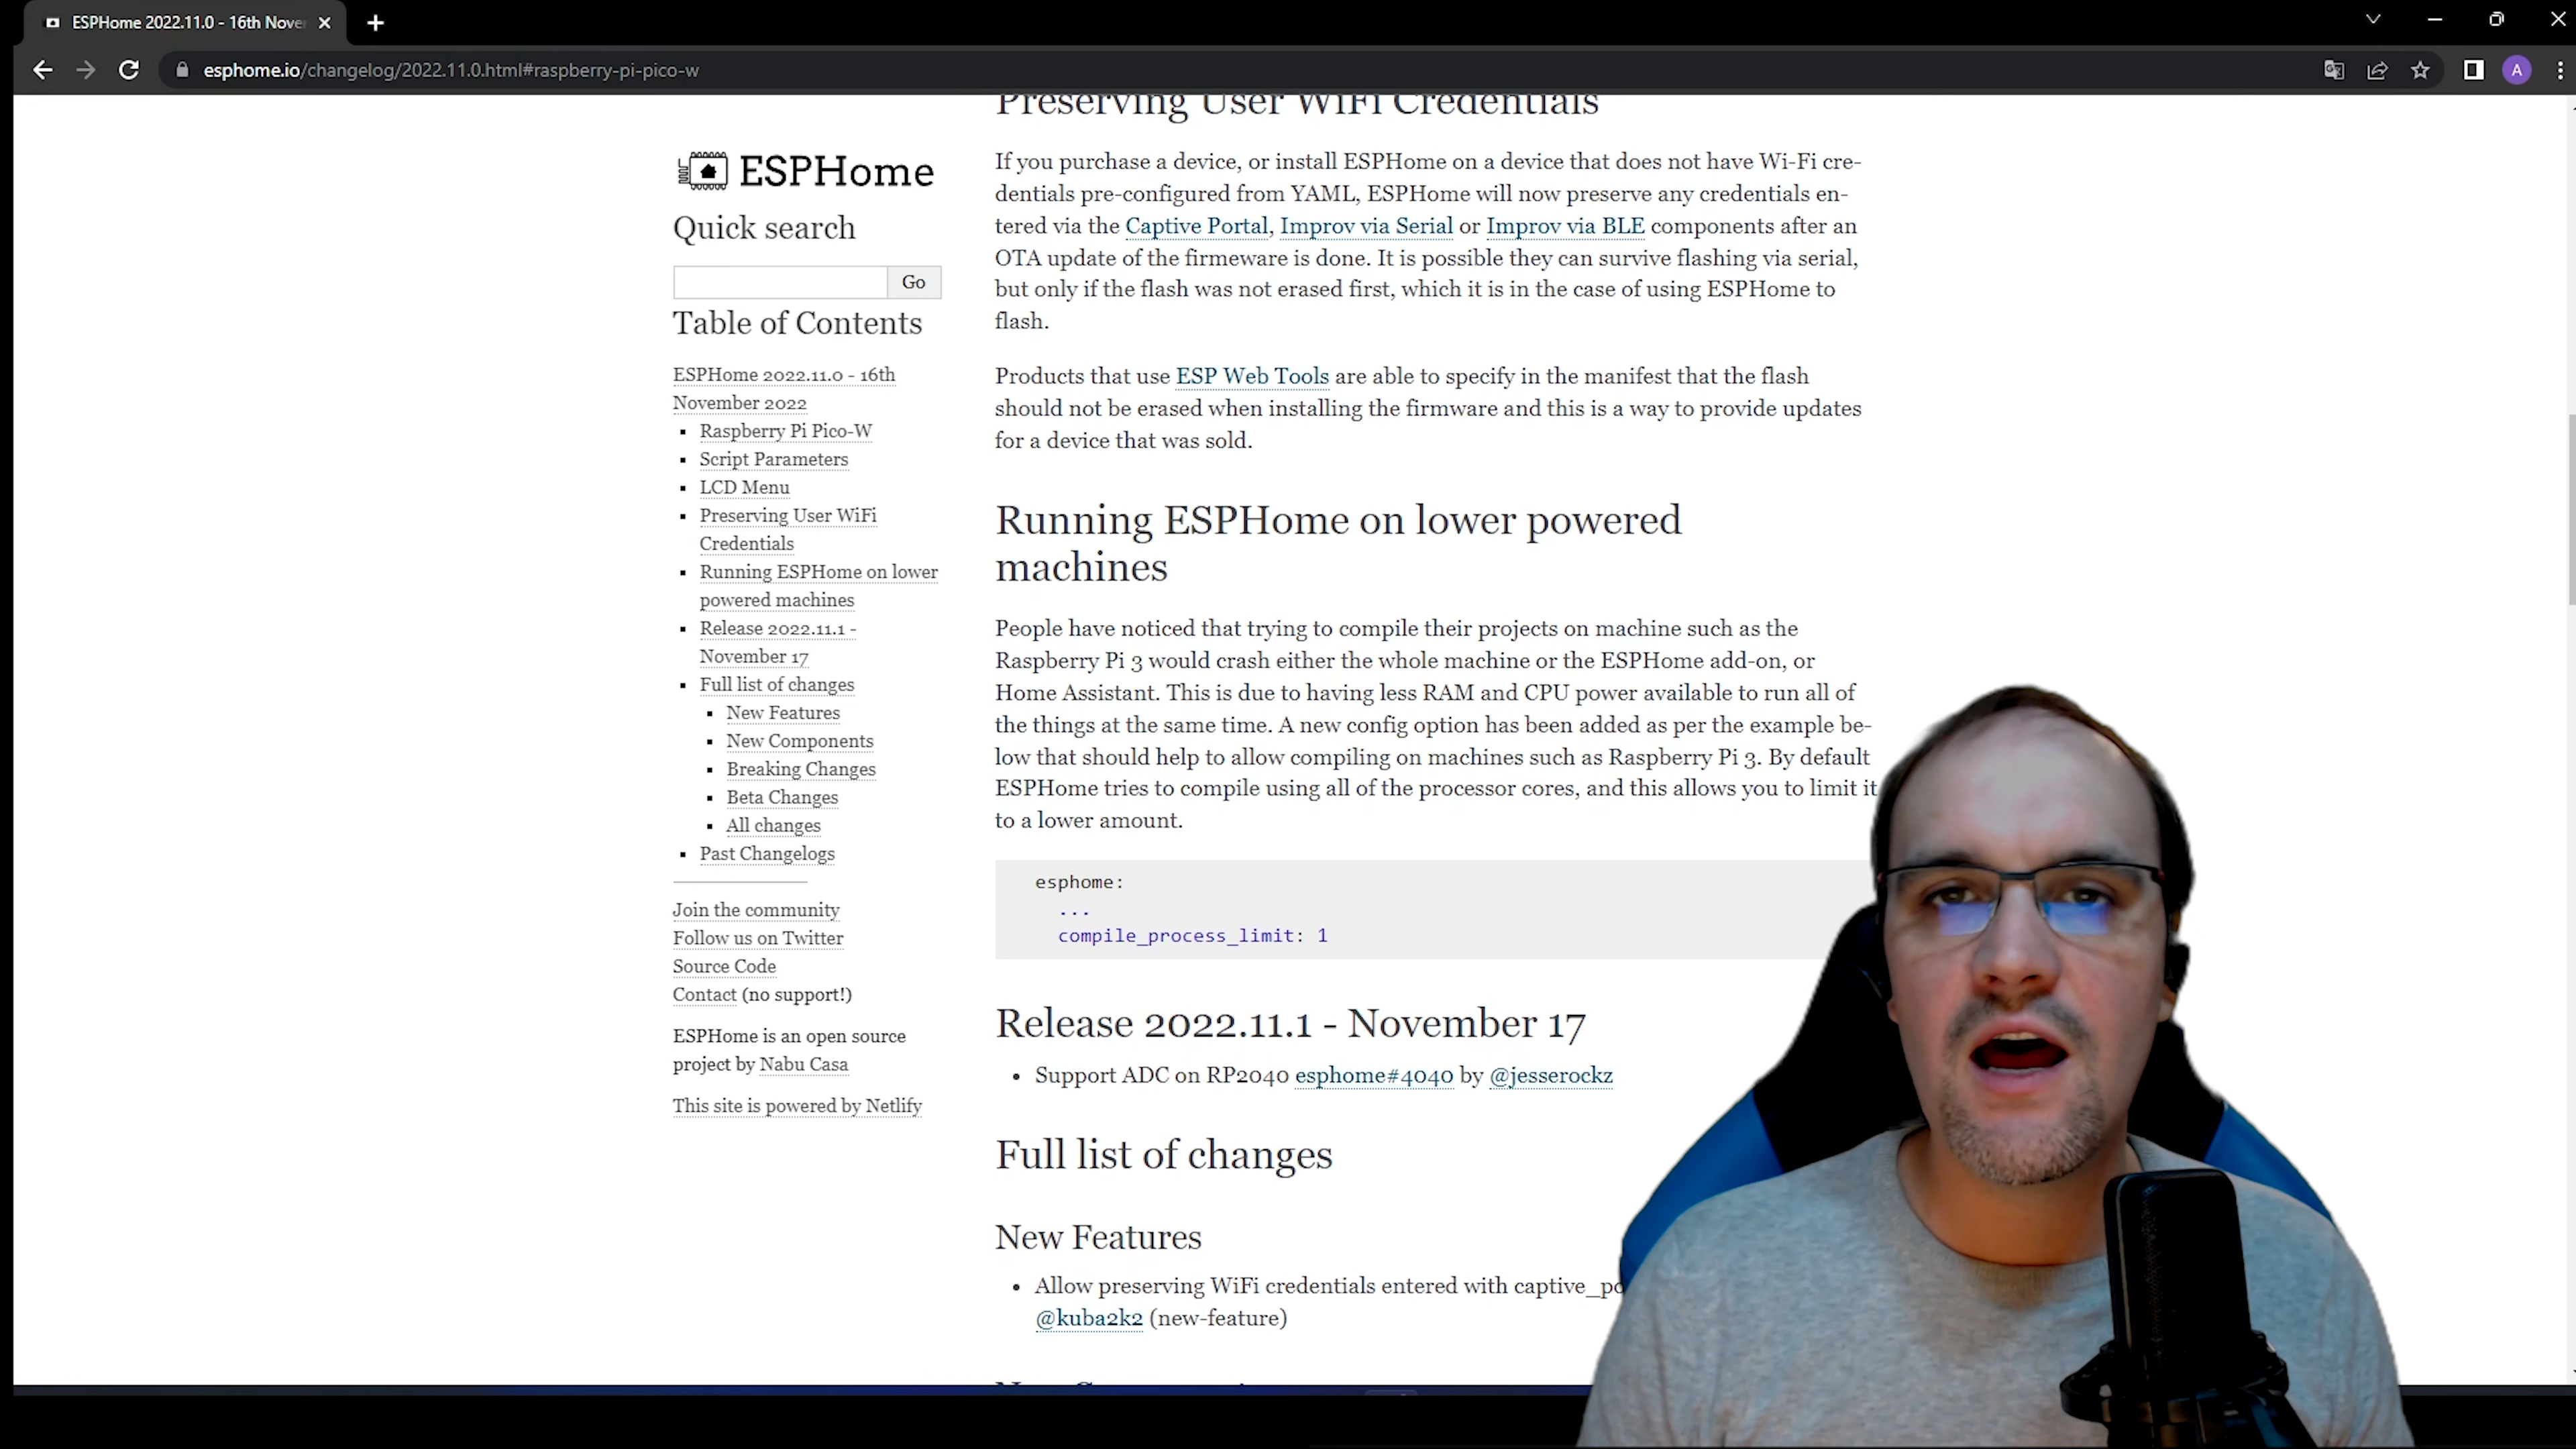 ESPHome 2022.11.0 - 16th Nove
esphome.io/changelog/2022.11.0.html#raspberry-pi-pico-w
A
ESPHome
Quick search
Go
Table of Contents
ESPHome 2022.11.0 - 16th
November 2022
Raspberry Pi Pico-W
Script Parameters
LCD Menu
Preserving User WiFi
Credentials
Running ESPHome on lower
powered machines
Release 2022.11.1 -
November 17
Full list of changes
New Features
New Components
Breaking Changes
Beta Changes
All changes
Past Changelogs
Join the community
Follow us on Twitter
Source Code
Contact (no support!)
ESPHome is an open source
project by Nabu Casa
This site is powered by Netlify
Preserving User WiFi Credentials
If you purchase a device, or install ESPHome on a device that does not have Wi-Fi cre-
dentials pre-configured from YAML, ESPHome will now preserve any credentials en-
tered via the Captive Portal, Improv via Serial or Improv via BLE components after an
OTA update of the firmeware is done. It is possible they can survive flashing via serial,
but only if the flash was not erased first, which it is in the case of using ESPHome to
flash.
Products that use ESP Web Tools are able to specify in the manifest that the flash
should not be erased when installing the firmware and this is a way to provide updates
for a device that was sold.
Running ESPHome on lower powered
machines
People have noticed that trying to compile their projects on machine such as the
Raspberry Pi 3 would crash either the whole machine or the ESPHome add-on, or
Home Assistant. This is due to having less RAM and CPU power available to run all of
the things at the same time. A new config option has been added as per the example be-
low that should help to allow compiling on machines such as Raspberry Pi 3. By default
ESPHome tries to compile using all of the processor cores, and this allows you to limit it
to a lower amount.
esphome:
...
compile_process_limit: 1
Release 2022.11.1 - November 17
Support ADC on RP2040 esphome#4040 by @jesserockz
Full list of changes
New Features
Allow preserving WiFi credentials entered with captive_po
@kuba2k2 (new-feature)